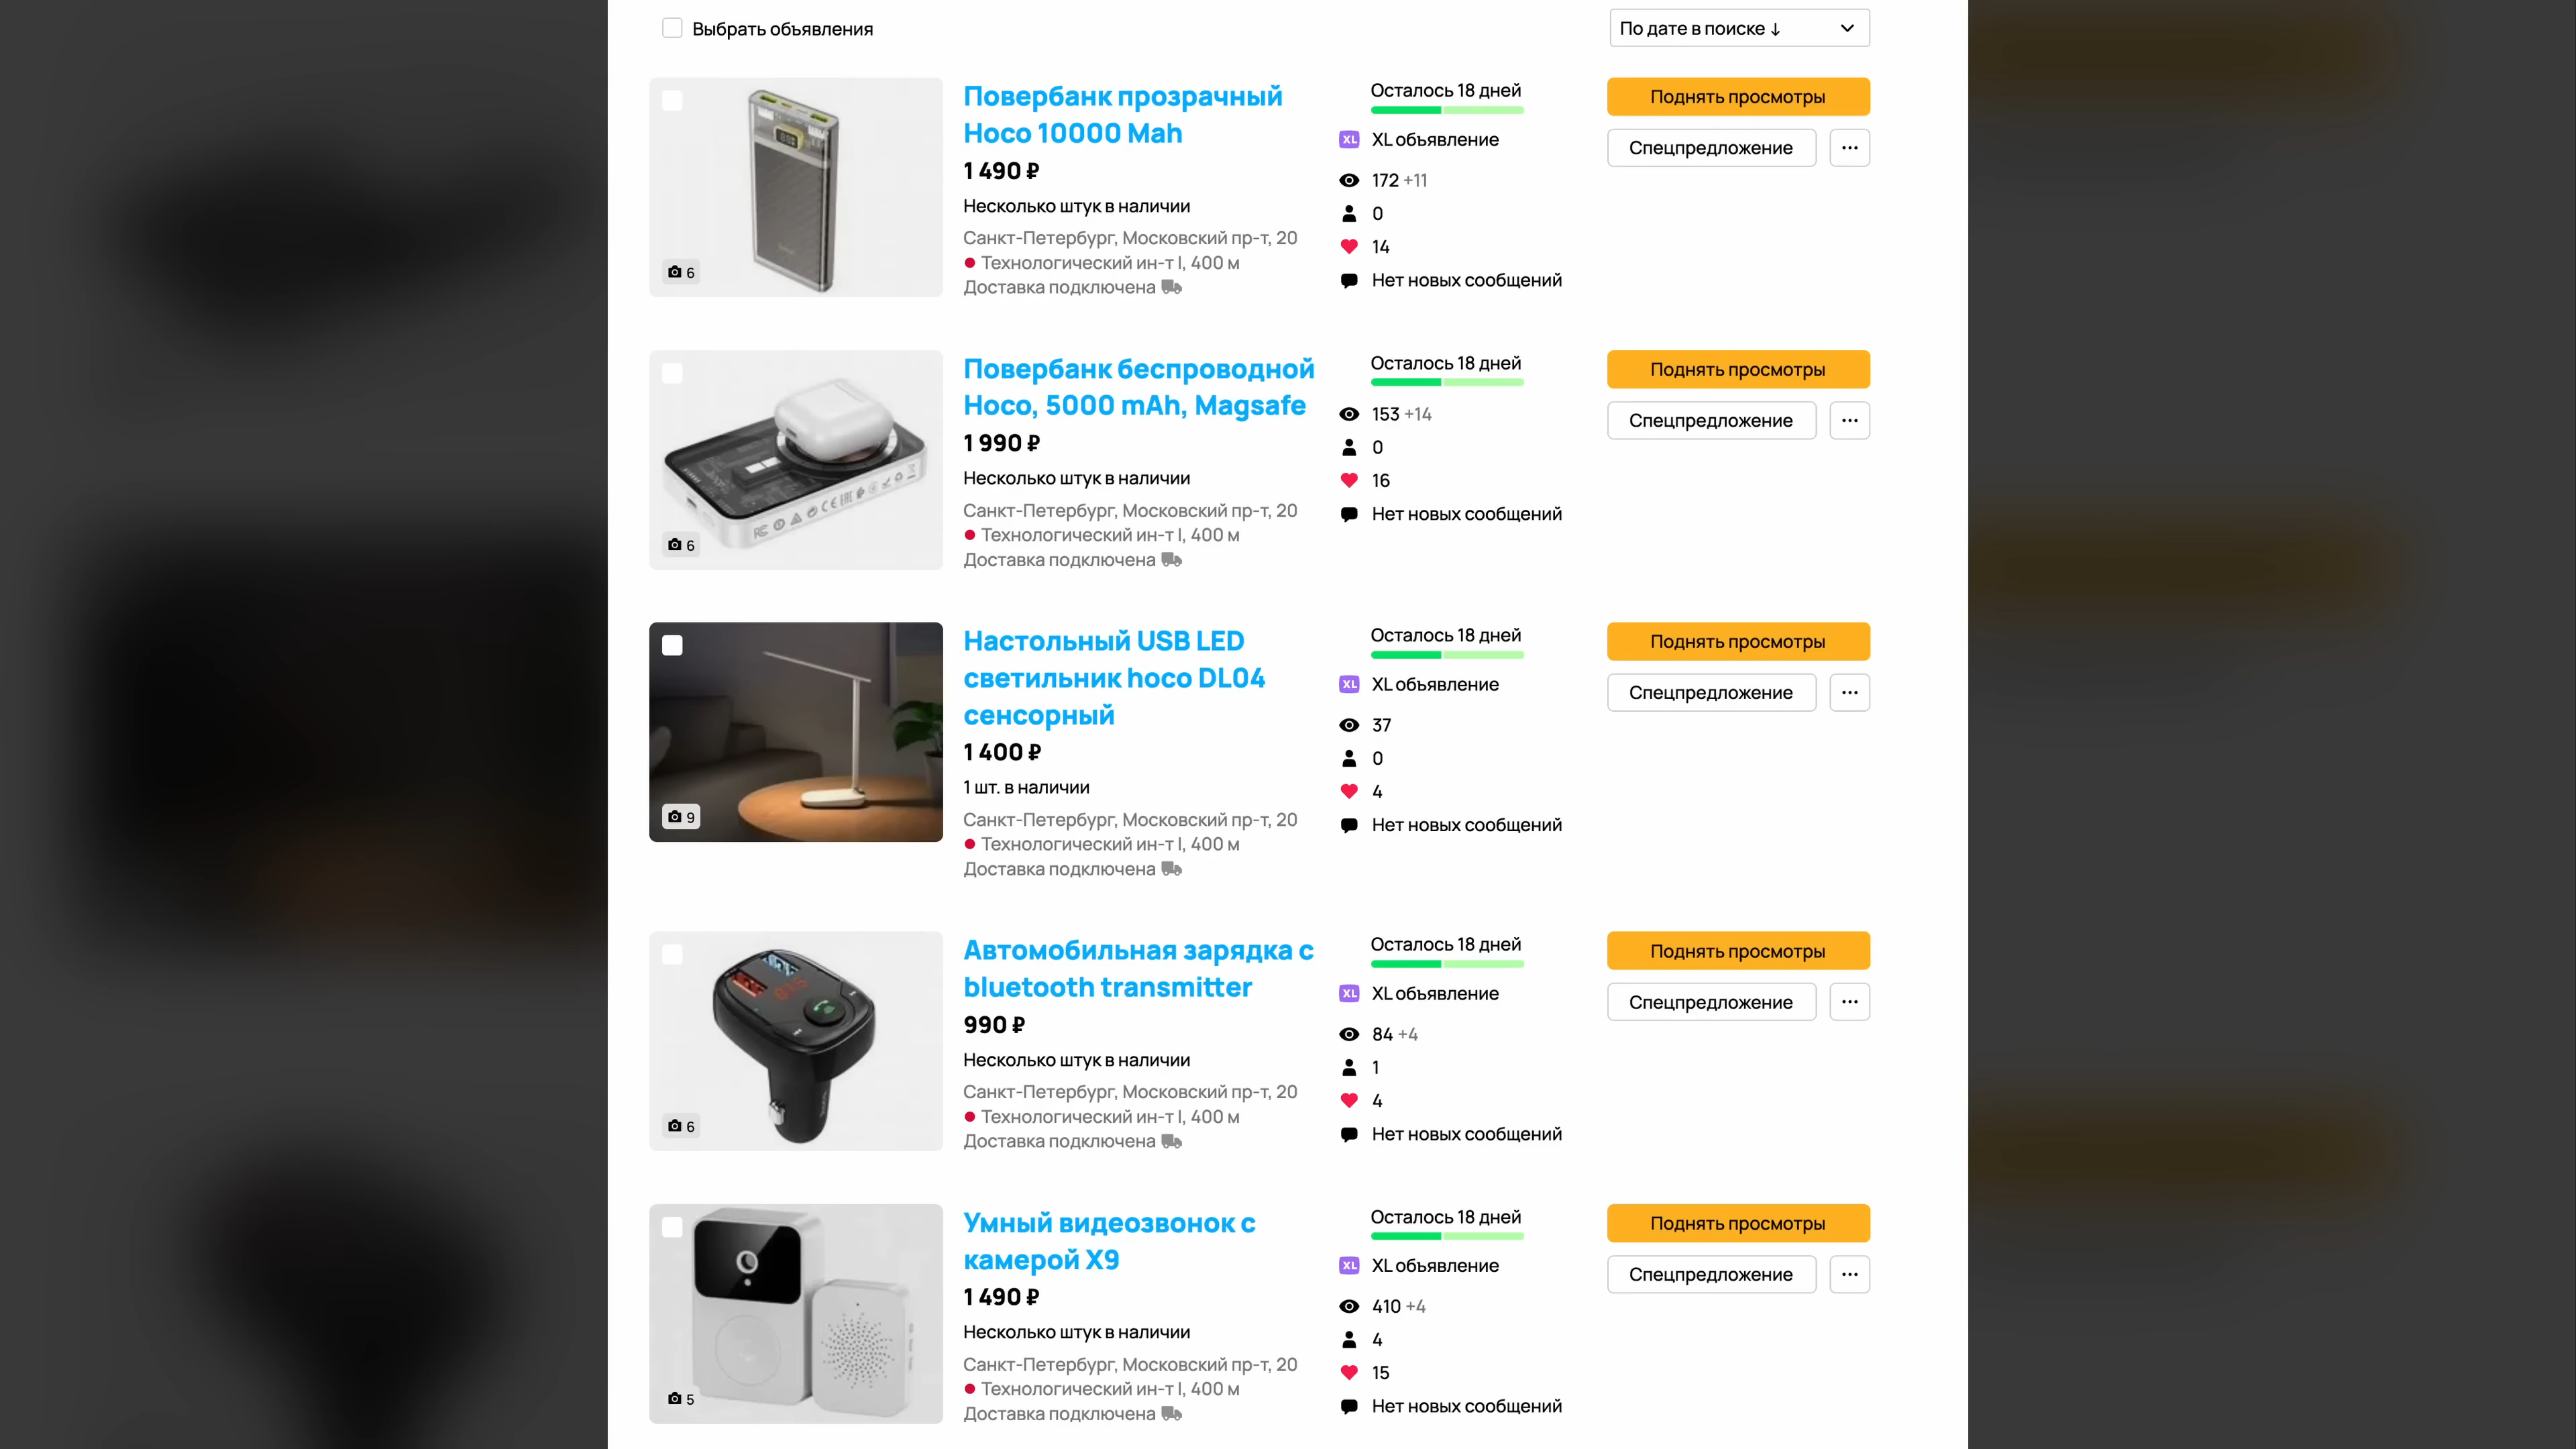 Выбрать объявления
По дате в поиске ↓
Повербанк прозрачный
Hoco 10000 Mah
1 490 ₽
Несколько штук в наличии
Санкт-Петербург, Московский пр-т, 20
Технологический ин-т I, 400 м
Доставка подключена
6
Осталось 18 дней
XL XL объявление
172 +11
0
14
Нет новых сообщений
Поднять просмотры
Спецпредложение
Повербанк беспроводной
Hoco, 5000 mAh, Magsafe
1 990 ₽
Несколько штук в наличии
Санкт-Петербург, Московский пр-т, 20
Технологический ин-т I, 400 м
Доставка подключена
6
Осталось 18 дней
153 +14
0
16
Нет новых сообщений
Поднять просмотры
Спецпредложение
Настольный USB LED
светильник hoco DL04
сенсорный
1 400 ₽
1 шт. в наличии
Санкт-Петербург, Московский пр-т, 20
Технологический ин-т I, 400 м
Доставка подключена
9
Осталось 18 дней
XL XL объявление
37
0
4
Нет новых сообщений
Поднять просмотры
Спецпредложение
Автомобильная зарядка с
bluetooth transmitter
990 ₽
Несколько штук в наличии
Санкт-Петербург, Московский пр-т, 20
Технологический ин-т I, 400 м
Доставка подключена
6
Осталось 18 дней
XL XL объявление
84 +4
1
4
Нет новых сообщений
Поднять просмотры
Спецпредложение
Умный видеозвонок с
камерой X9
1 490 ₽
Несколько штук в наличии
Санкт-Петербург, Московский пр-т, 20
Технологический ин-т I, 400 м
Доставка подключена
5
Осталось 18 дней
XL XL объявление
410 +4
4
15
Нет новых сообщений
Поднять просмотры
Спецпредложение